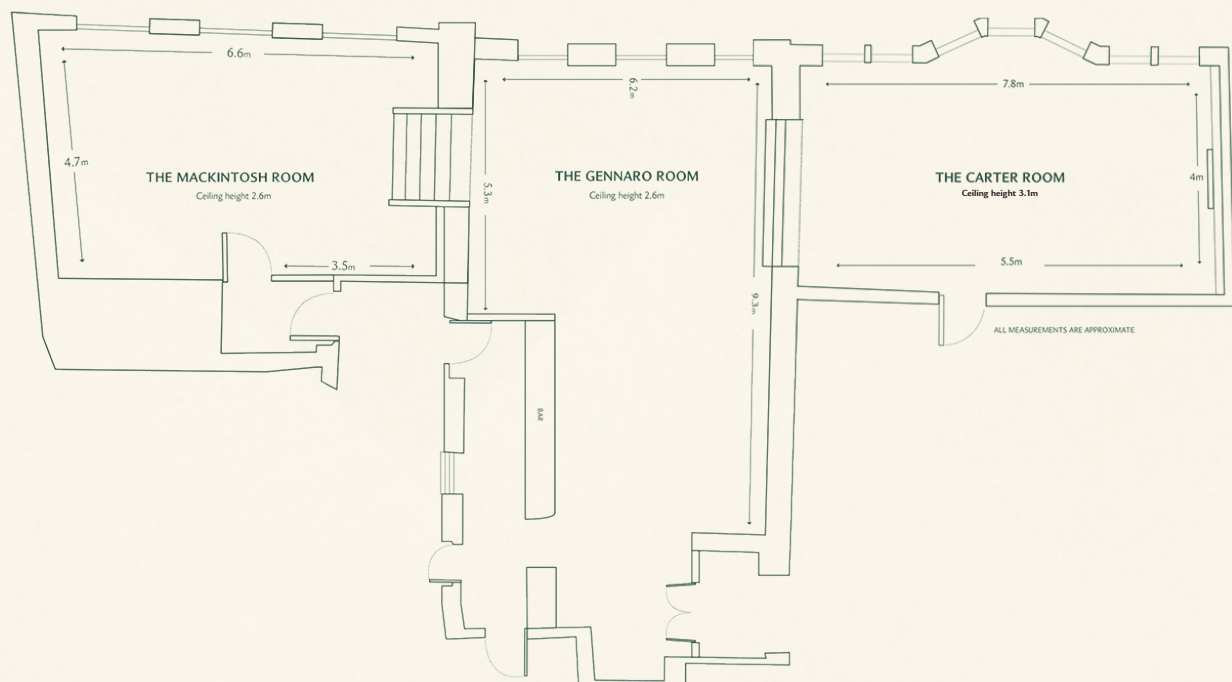 6.6m
4.7m
THE MACKINTOSH ROOM
Ceiling height 2.6m
3.5m
6.2m
5.3m
THE GENNARO ROOM
Ceiling height 2.6m
9.3m
BAR
7.8m
THE CARTER ROOM
Ceiling height 3.1m
4m
5.5m
ALL MEASUREMENTS ARE APPROXIMATE